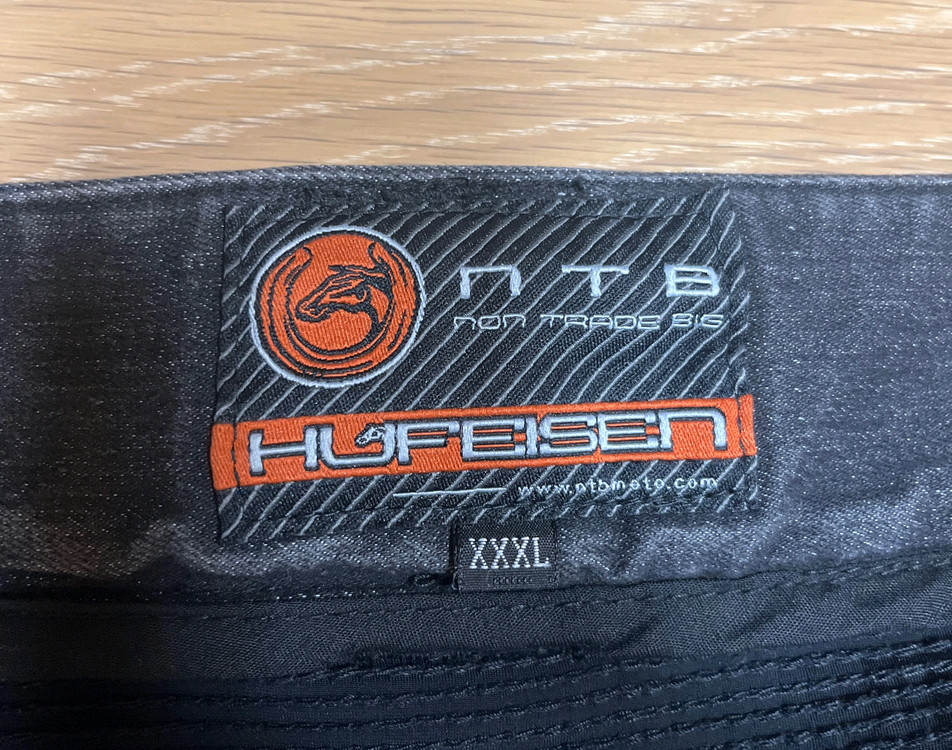 NTB
NON TRADE BIG
HUFEISEN
www.ntbmoto.com
XXXL